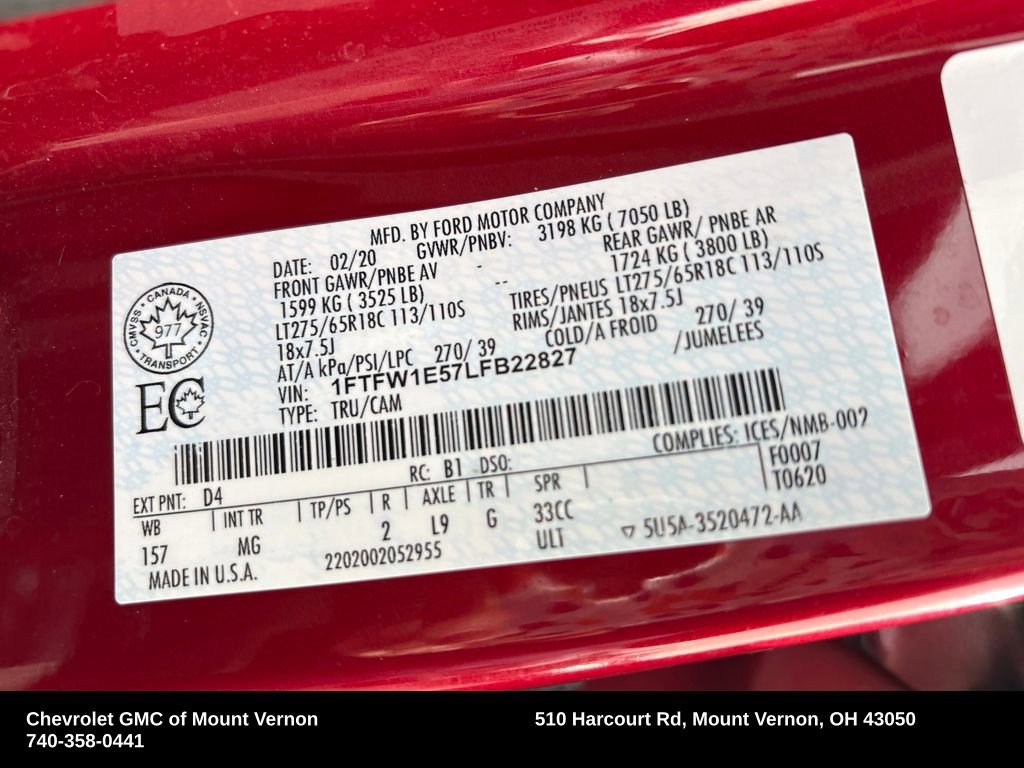 MFD. BY FORD MOTOR COMPANY
DATE: 02/20 GVWR/PNBV: 3198 KG ( 7050 LB)
FRONT GAWR/PNBE AV - REAR GAWR/ PNBE AR
1599 KG ( 3525 LB) -- 1724 KG ( 3800 LB)
LT275/65R18C 113/110S TIRES/PNEUS LT275/65R18C 113/110S
18x7.5J RIMS/JANTES 18x7.5J
AT/A kPa/PSI/LPC 270/ 39 COLD/A FROID 270/ 39
VIN: 1FTFW1E57LFB22827 /JUMELEES
TYPE: TRU/CAM
CANADA
CMVSS 977 NSVAC
TRANSPORT
EC
COMPLIES: ICES/NMB-002
EXT PNT: D4 RC: B1 DSO: F0007
WB INT TR TP/PS R AXLE TR SPR T0620
157 MG 2 L9 G 33CC
MADE IN U.S.A. 2202002052955 ULT ▽ 5U5A-3520472-AA
Chevrolet GMC of Mount Vernon
740-358-0441
510 Harcourt Rd, Mount Vernon, OH 43050